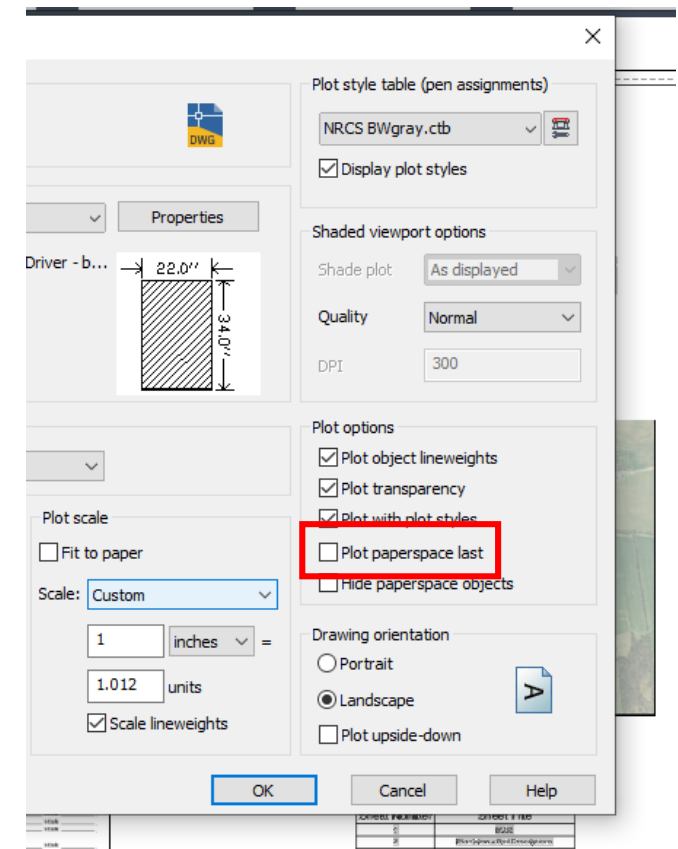 Plot style table (pen assignments)
DWG
NRCS BWgray.ctb
Display plot styles
Properties
Driver - b...
22.0''
34.0''
Shaded viewport options
Shade plot As displayed
Quality Normal
DPI 300
Plot options
Plot object lineweights
Plot transparency
Plot with plot styles
Plot paperspace last
Hide paperspace objects
Plot scale
Fit to paper
Scale: Custom
1 inches =
1.012 units
Scale lineweights
Drawing orientation
Portrait
Landscape
A
Plot upside-down
OK Cancel Help